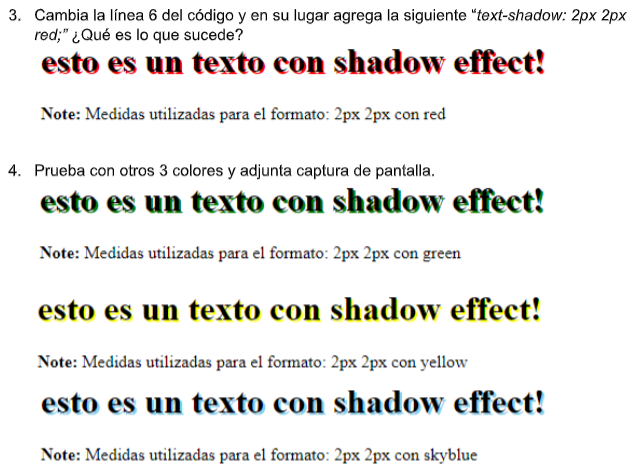 3. Cambia la línea 6 del código y en su lugar agrega la siguiente “text-shadow: 2px 2px
red;” ¿Qué es lo que sucede?
esto es un texto con shadow effect!
Note: Medidas utilizadas para el formato: 2px 2px con red
4. Prueba con otros 3 colores y adjunta captura de pantalla.
esto es un texto con shadow effect!
Note: Medidas utilizadas para el formato: 2px 2px con green
esto es un texto con shadow effect!
Note: Medidas utilizadas para el formato: 2px 2px con yellow
esto es un texto con shadow effect!
Note: Medidas utilizadas para el formato: 2px 2px con skyblue